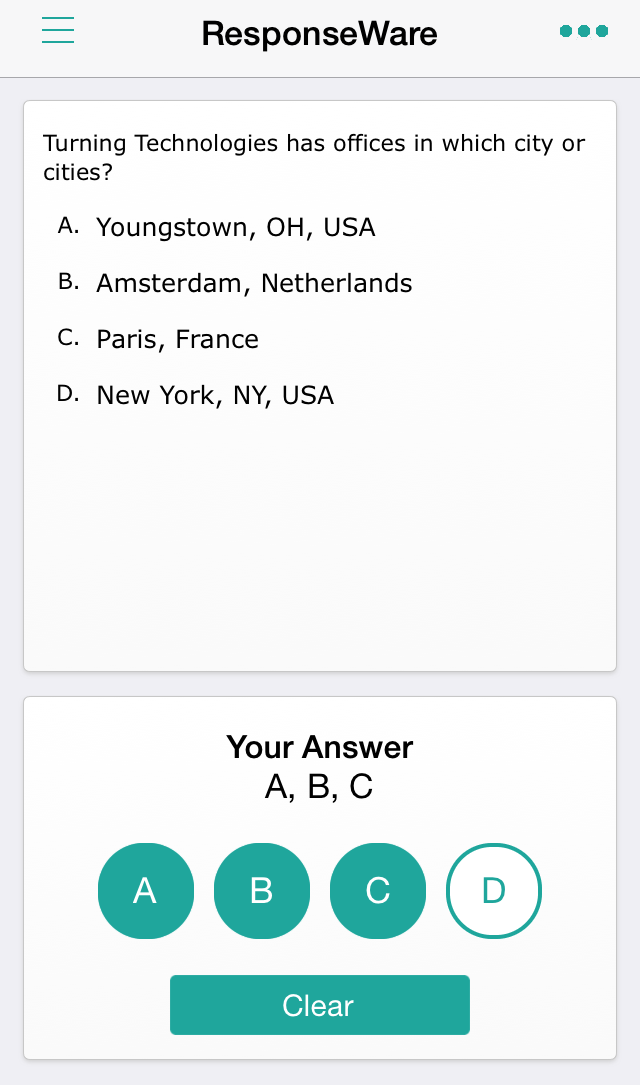 ResponseWare
Turning Technologies has offices in which city or
cities?
A. Youngstown, OH, USA
B. Amsterdam, Netherlands
C. Paris, France
D. New York, NY, USA
Your Answer
A, B, C
A B C D
Clear